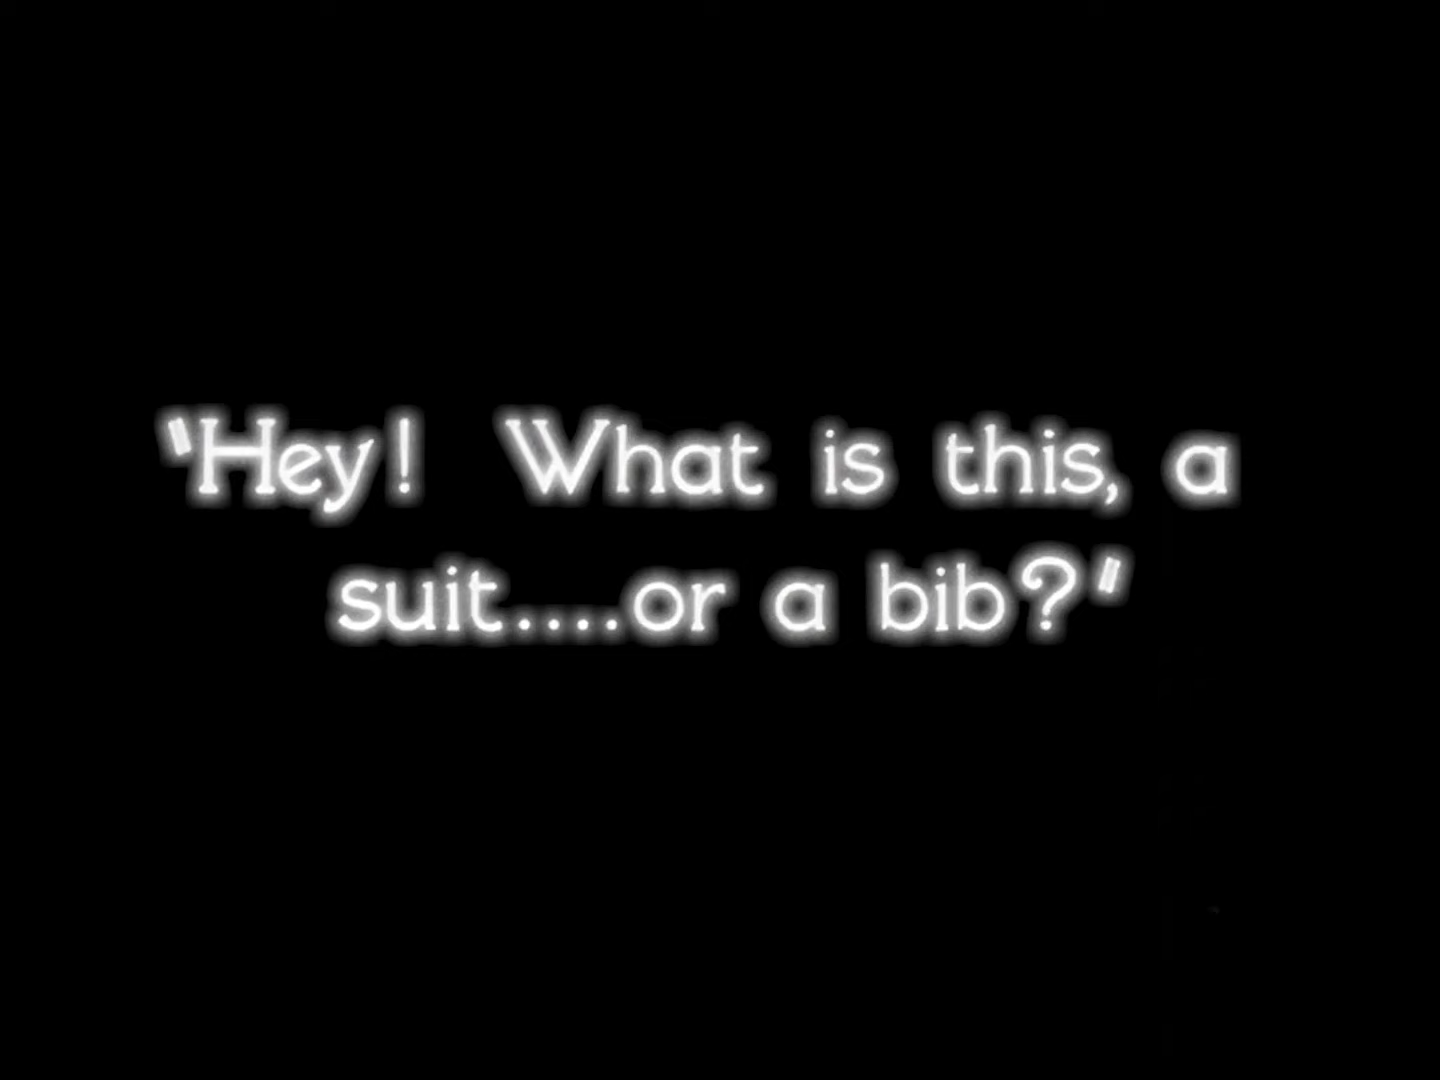 "Hey! What is this, a
suit....or a bib?"